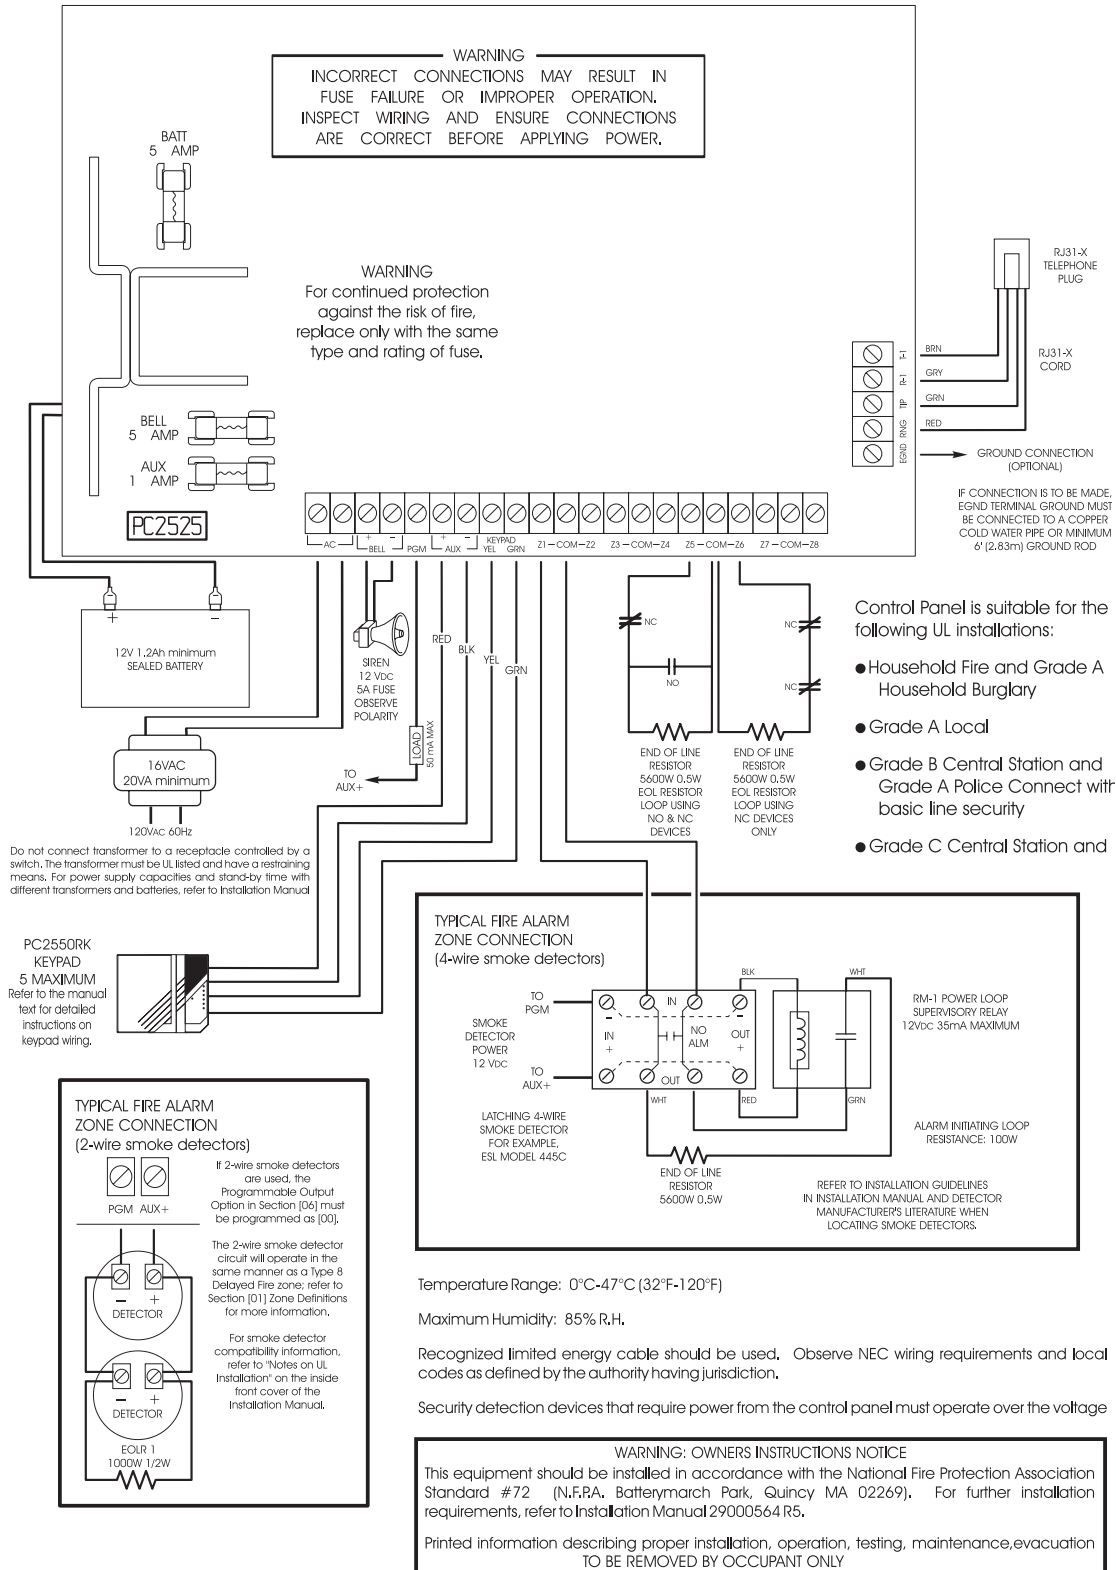 WARNING
INCORRECT CONNECTIONS MAY RESULT IN
FUSE FAILURE OR IMPROPER OPERATION.
INSPECT WIRING AND ENSURE CONNECTIONS
ARE CORRECT BEFORE APPLYING POWER.
BATT
5 AMP
WARNING
For continued protection
against the risk of fire,
replace only with the same
type and rating of fuse.
BELL
5 AMP
AUX
1 AMP
PC2525
RJ31-X
TELEPHONE
PLUG
RJ31-X
CORD
T-1 BRN
R-1 GRY
TIP GRN
RNG RED
EGND
GROUND CONNECTION
(OPTIONAL)
IF CONNECTION IS TO BE MADE,
EGND TERMINAL GROUND MUST
BE CONNECTED TO A COPPER
COLD WATER PIPE OR MINIMUM
6' (2.83m) GROUND ROD
AC + BELL - PGM + AUX - KEYPAD YEL GRN Z1-COM-Z2 Z3-COM-Z4 Z5-COM-Z6 Z7-COM-Z8
+ -
12V 1.2Ah minimum
SEALED BATTERY
16VAC
20VA minimum
120VAC 60Hz
SIREN
12 VDC
5A FUSE
OBSERVE
POLARITY
LOAD
50 mA MAX
TO
AUX+
RED
BLK
YEL
GRN
NC
NO
END OF LINE
RESISTOR
5600W 0.5W
EOL RESISTOR
LOOP USING
NO & NC
DEVICES
NC
NC
END OF LINE
RESISTOR
5600W 0.5W
EOL RESISTOR
LOOP USING
NC DEVICES
ONLY
Control Panel is suitable for the
following UL installations:
● Household Fire and Grade A
Household Burglary
● Grade A Local
● Grade B Central Station and
Grade A Police Connect with
basic line security
● Grade C Central Station and
Do not connect transformer to a receptacle controlled by a
switch. The transformer must be UL listed and have a restraining
means. For power supply capacities and stand-by time with
different transformers and batteries, refer to Installation Manual
PC2550RK
KEYPAD
5 MAXIMUM
Refer to the manual
text for detailed
instructions on
keypad wiring.
TYPICAL FIRE ALARM
ZONE CONNECTION
(4-wire smoke detectors)
TO
PGM
SMOKE
DETECTOR
POWER
12 VDC
TO
AUX+
- IN -
IN
+
NO
ALM
OUT
+
OUT
BLK
WHT
WHT
RED
GRN
RM-1 POWER LOOP
SUPERVISORY RELAY
12VDC 35mA MAXIMUM
LATCHING 4-WIRE
SMOKE DETECTOR
FOR EXAMPLE,
ESL MODEL 445C
END OF LINE
RESISTOR
5600W 0.5W
ALARM INITIATING LOOP
RESISTANCE: 100W
REFER TO INSTALLATION GUIDELINES
IN INSTALLATION MANUAL AND DETECTOR
MANUFACTURER'S LITERATURE WHEN
LOCATING SMOKE DETECTORS.
TYPICAL FIRE ALARM
ZONE CONNECTION
(2-wire smoke detectors)
PGM AUX+
- +
DETECTOR
- +
DETECTOR
EOLR 1
1000W 1/2W
If 2-wire smoke detectors
are used, the
Programmable Output
Option in Section [06] must
be programmed as [00].
The 2-wire smoke detector
circuit will operate in the
same manner as a Type 8
Delayed Fire zone; refer to
Section [01] Zone Definitions
for more information.
For smoke detector
compatibility information,
refer to "Notes on UL
Installation" on the inside
front cover of the
Installation Manual.
Temperature Range: 0°C-47°C (32°F-120°F)
Maximum Humidity: 85% R.H.
Recognized limited energy cable should be used. Observe NEC wiring requirements and local
codes as defined by the authority having jurisdiction.
Security detection devices that require power from the control panel must operate over the voltage
WARNING: OWNERS INSTRUCTIONS NOTICE
This equipment should be installed in accordance with the National Fire Protection Association
Standard #72 (N.F.P.A. Batterymarch Park, Quincy MA 02269). For further installation
requirements, refer to Installation Manual 29000564 R5.
Printed information describing proper installation, operation, testing, maintenance,evacuation
TO BE REMOVED BY OCCUPANT ONLY